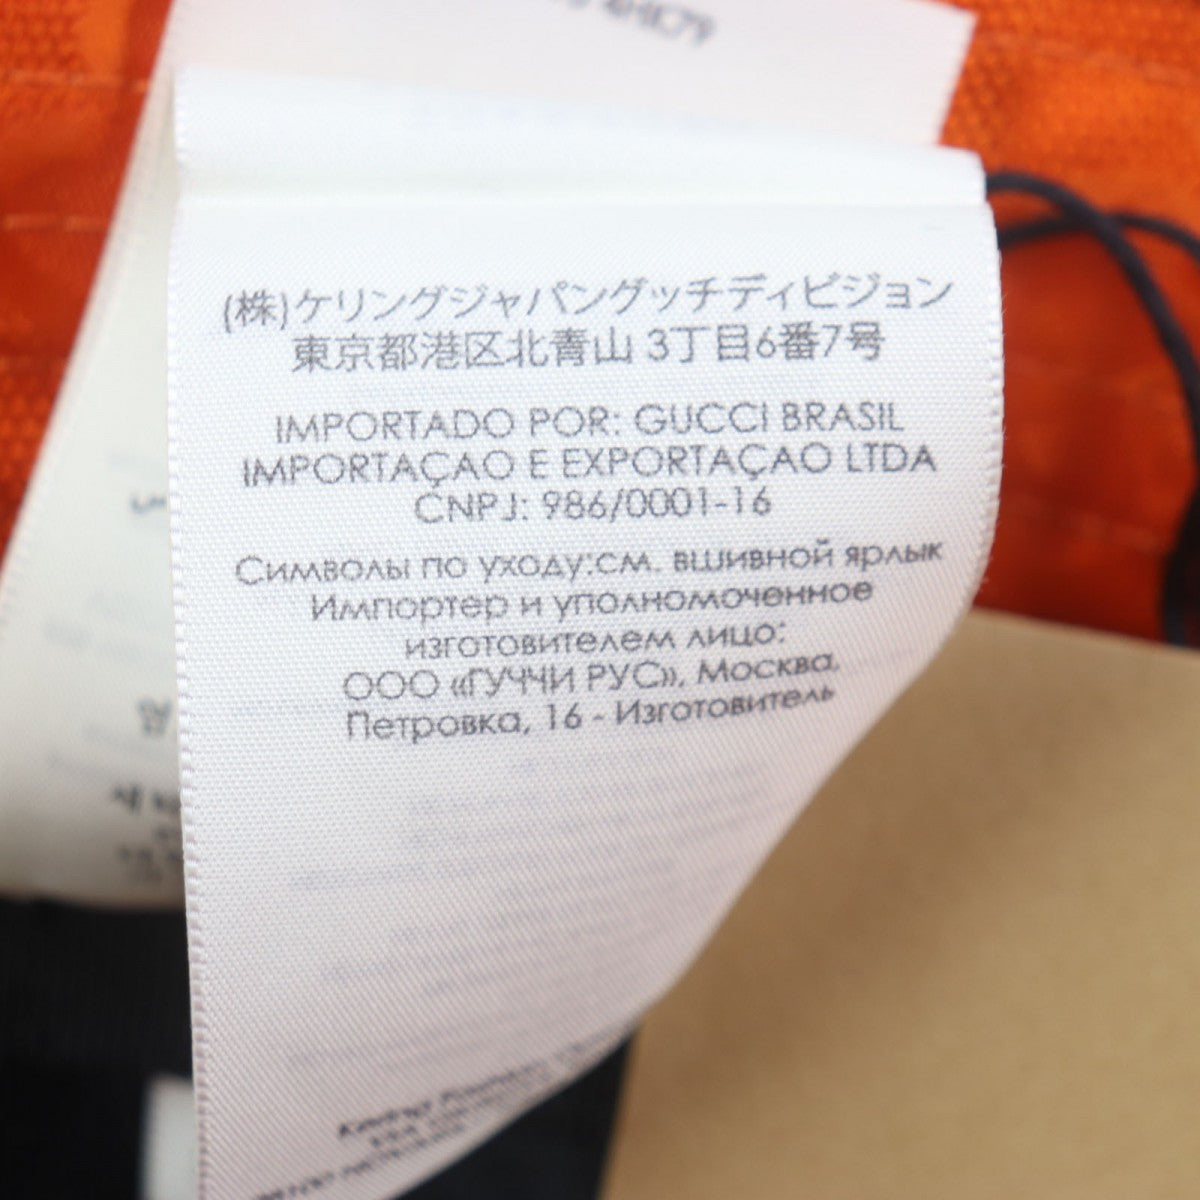 4HK79
(株)ケリングジャパングッチディビジョン
東京都港区北青山 3丁目6番7号
IMPORTADO POR: GUCCI BRASIL
IMPORTAÇAO E EXPORTAÇAO LTDA
CNPJ: 986/0001-16
Символы по уходу:см. вшивной ярлык
Импортер и уполномоченное
изготовителем лицо:
ООО «ГУЧЧИ РУС», Москва,
Петровка, 16 - Изготовитель